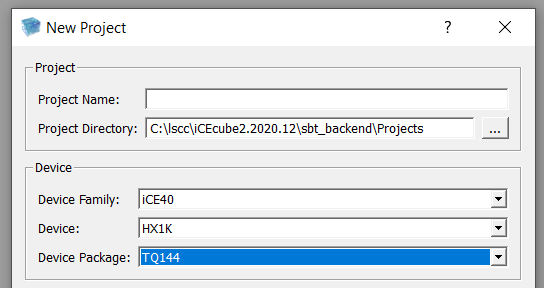 New Project
Project
Project Name:
Project Directory: C:\lscc\iCEcube2.2020.12\sbt_backend\Projects ...
Device
Device Family: iCE40
Device: HX1K
Device Package: TQ144